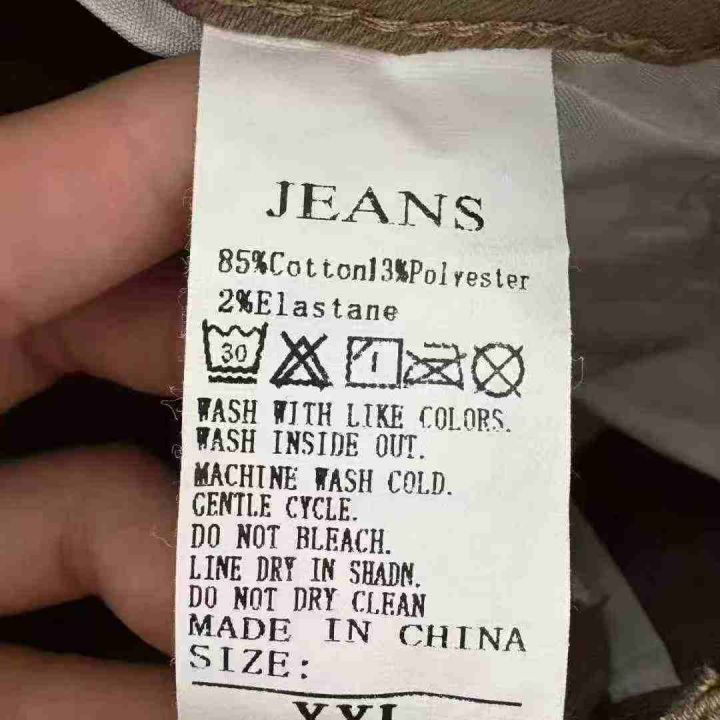 JEANS
85%Cotton13%Polyester
2%Elastane
30
WASH WITH LIKE COLORS.
WASH INSIDE OUT.
MACHINE WASH COLD.
GENTLE CYCLE.
DO NOT BLEACH.
LINE DRY IN SHADN.
DO NOT DRY CLEAN
MADE IN CHINA
SIZE:
XXL